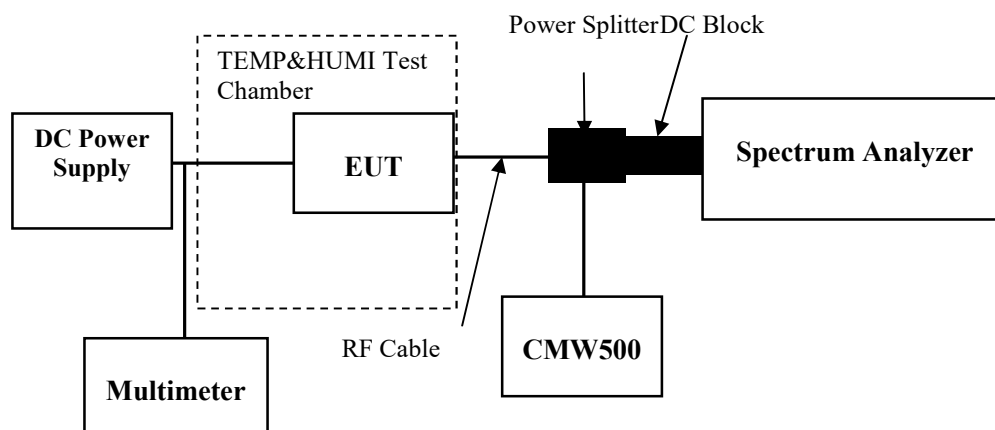 Power SplitterDC Block
TEMP&HUMI Test
Chamber
DC Power
Supply
EUT
Spectrum Analyzer
RF Cable
CMW500
Multimeter